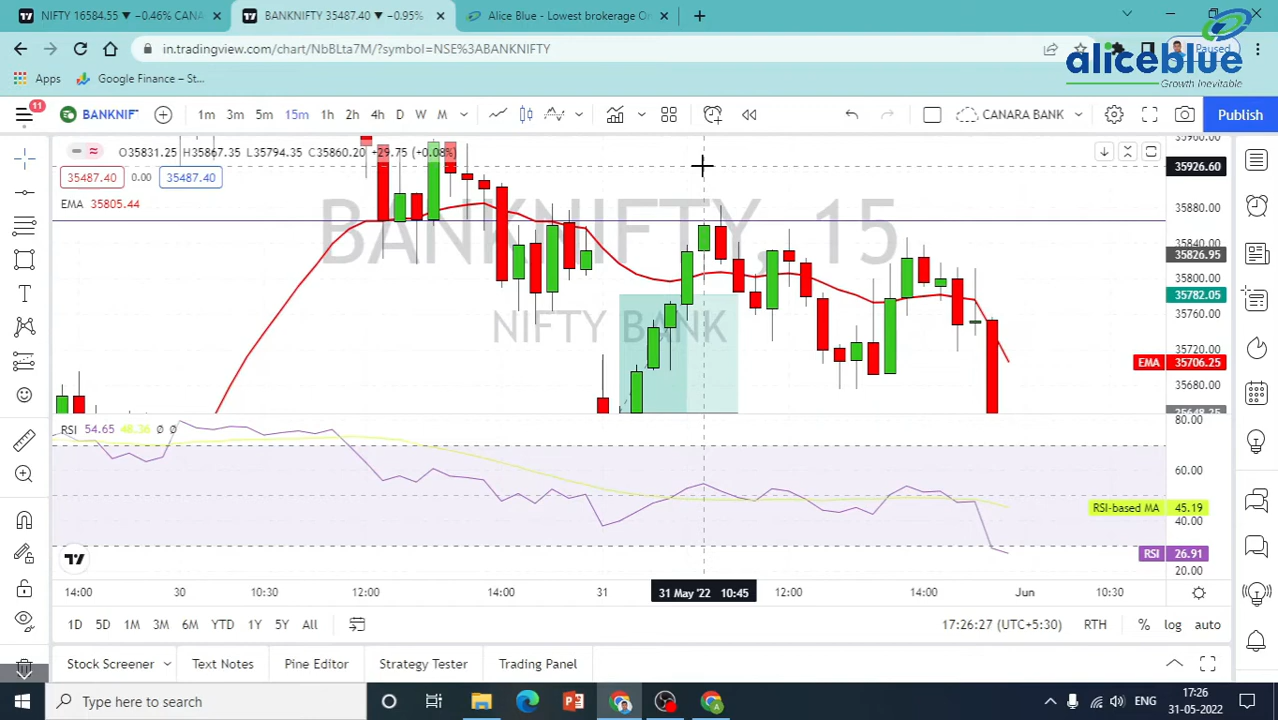 NIFTY 16584.55 ▼ −0.46% CANA
BANKNIFTY 35487.40 ▼ −0.95%
Alice Blue - Lowest brokerage On
in.tradingview.com/chart/NbBLta7M/?symbol=NSE%3ABANKNIFTY
Paused
Apps
Google Finance – St...
aliceblue
Growth Inevitable
11
BANKNIF
1m 3m 5m 15m 1h 2h 4h D W M
CANARA BANK
Publish
O35831.25 H35867.35 L35794.35 C35860.20 +29.75 (+0.08%)
35487.40 0.00 35487.40
EMA 35805.44
BANKNIFTY, 15
NIFTY BANK
35960.00
35926.60
35880.00
35840.00
35826.95
35800.00
35782.05
35760.00
35720.00
EMA 35706.25
35680.00
35648.25
RSI 54.65 48.36 Ø Ø
80.00
60.00
RSI-based MA 45.19
40.00
RSI 26.91
20.00
14:00 30 10:30 12:00 14:00 31 31 May '22 10:45 12:00 14:00 Jun 10:30
1D 5D 1M 3M 6M YTD 1Y 5Y All
17:26:27 (UTC+5:30) RTH % log auto
Stock Screener Text Notes Pine Editor Strategy Tester Trading Panel
Type here to search
ENG
17:26
31-05-2022